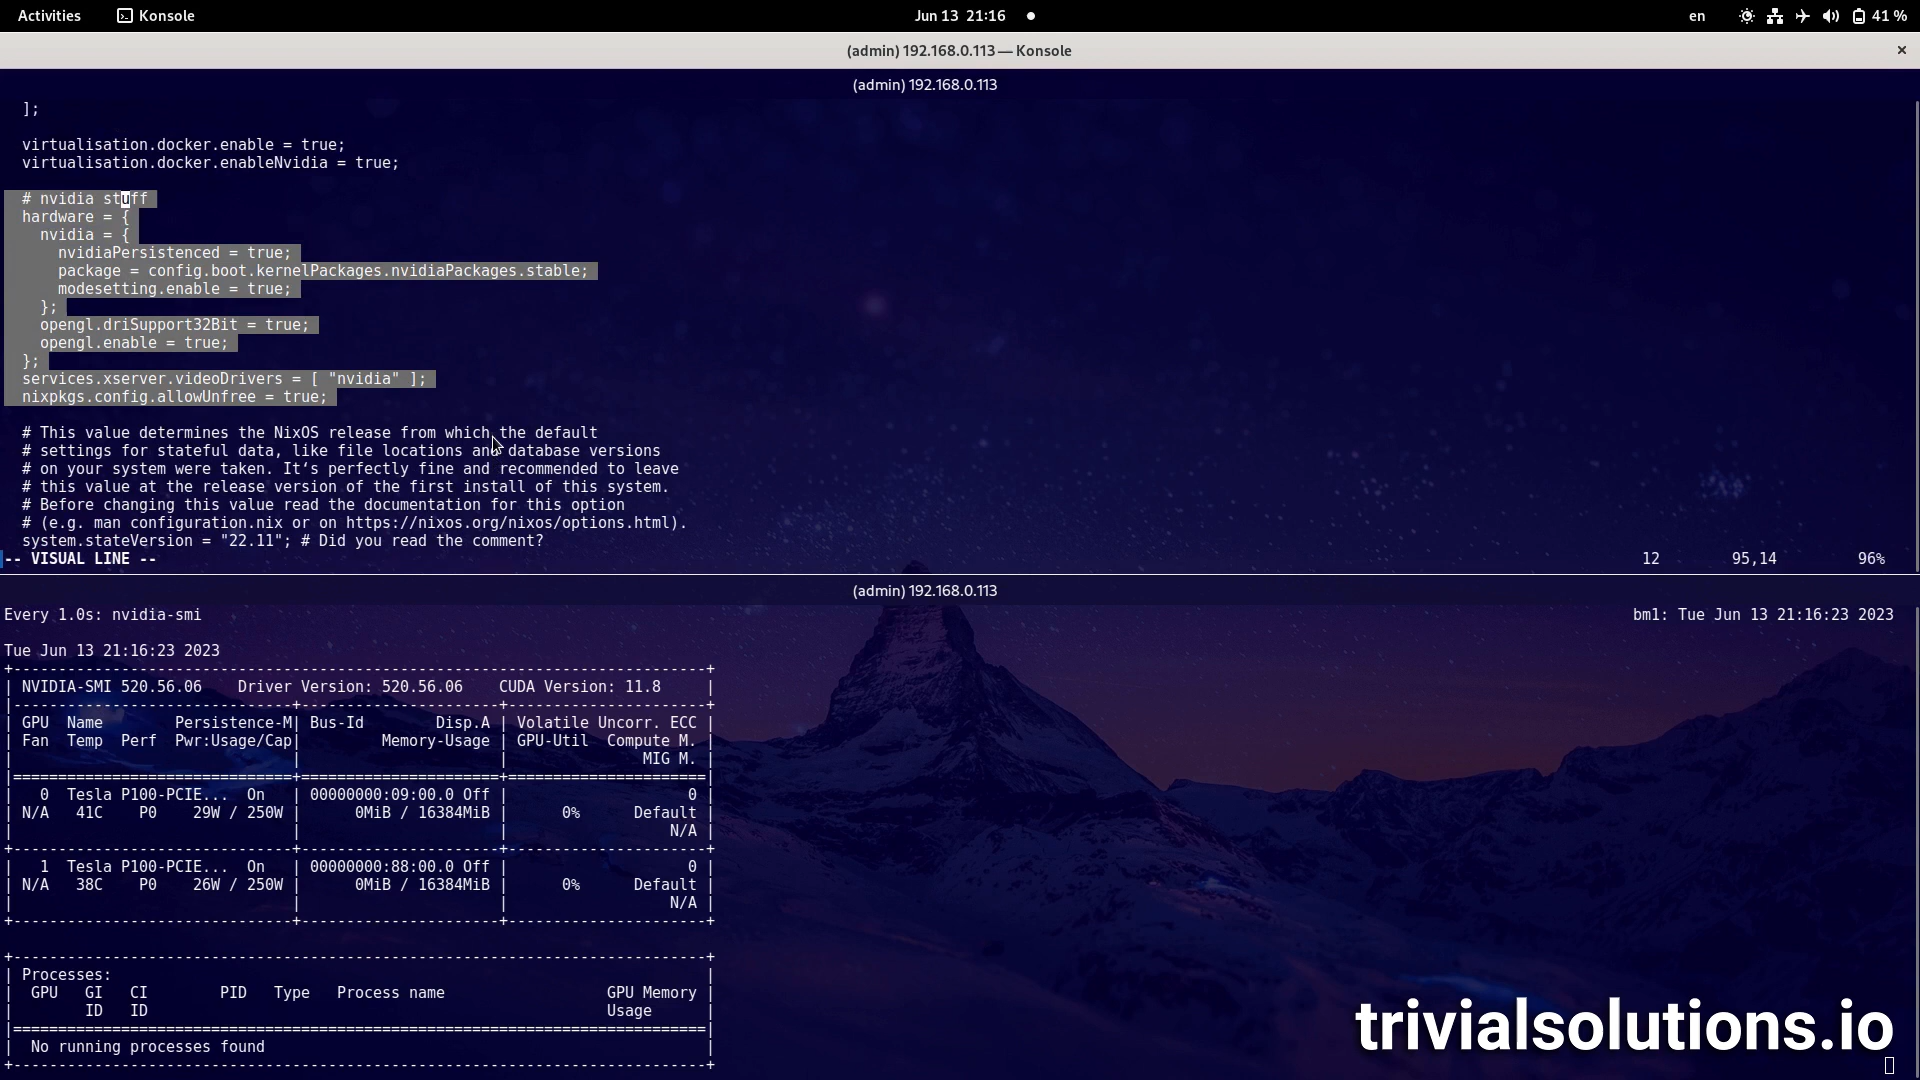 Activities Konsole Jun 13 21:16 en 41 %
(admin) 192.168.0.113 — Konsole ×
(admin) 192.168.0.113
];
virtualisation.docker.enable = true;
virtualisation.docker.enableNvidia = true;
# nvidia stuff
hardware = {
nvidia = {
nvidiaPersistenced = true;
package = config.boot.kernelPackages.nvidiaPackages.stable;
modesetting.enable = true;
};
opengl.driSupport32Bit = true;
opengl.enable = true;
};
services.xserver.videoDrivers = [ "nvidia" ];
nixpkgs.config.allowUnfree = true;
# This value determines the NixOS release from which the default
# settings for stateful data, like file locations and database versions
# on your system were taken. It‘s perfectly fine and recommended to leave
# this value at the release version of the first install of this system.
# Before changing this value read the documentation for this option
# (e.g. man configuration.nix or on https://nixos.org/nixos/options.html).
system.stateVersion = "22.11"; # Did you read the comment?
-- VISUAL LINE -- 12 95,14 96%
(admin) 192.168.0.113
Every 1.0s: nvidia-smi bm1: Tue Jun 13 21:16:23 2023
Tue Jun 13 21:16:23 2023
+-----------------------------------------------------------------------------+
| NVIDIA-SMI 520.56.06    Driver Version: 520.56.06    CUDA Version: 11.8     |
|-------------------------------+----------------------+----------------------+
| GPU  Name        Persistence-M| Bus-Id        Disp.A | Volatile Uncorr. ECC |
| Fan  Temp  Perf  Pwr:Usage/Cap|         Memory-Usage | GPU-Util  Compute M. |
|                               |                      |               MIG M. |
|===============================+======================+======================|
|   0  Tesla P100-PCIE...  On   | 00000000:09:00.0 Off |                    0 |
| N/A   41C    P0    29W / 250W |      0MiB / 16384MiB |      0%      Default |
|                               |                      |                  N/A |
+-------------------------------+----------------------+----------------------+
|   1  Tesla P100-PCIE...  On   | 00000000:88:00.0 Off |                    0 |
| N/A   38C    P0    26W / 250W |      0MiB / 16384MiB |      0%      Default |
|                               |                      |                  N/A |
+-------------------------------+----------------------+----------------------+
+-----------------------------------------------------------------------------+
| Processes:                                                                  |
|  GPU   GI   CI        PID   Type   Process name                  GPU Memory |
|        ID   ID                                                   Usage      |
|=============================================================================|
|  No running processes found                                                 |
+-----------------------------------------------------------------------------+
trivialsolutions.io